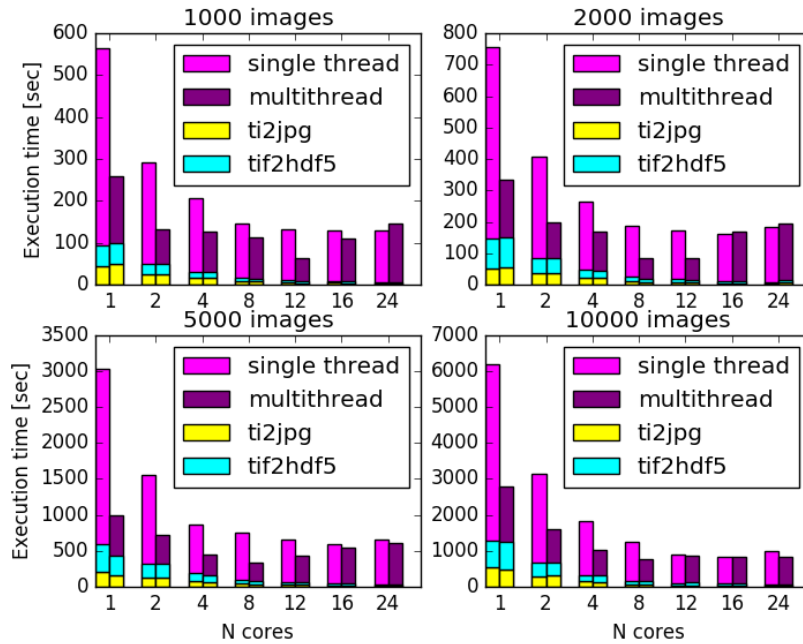 1000 images
600
500
400
300
200
100
0
Execution time [sec]
single thread
multithread
ti2jpg
tif2hdf5
1 2 4 8 12 16 24
2000 images
800
700
600
500
400
300
200
100
0
single thread
multithread
ti2jpg
tif2hdf5
1 2 4 8 12 16 24
5000 images
3500
3000
2500
2000
1500
1000
500
0
Execution time [sec]
single thread
multithread
ti2jpg
tif2hdf5
1 2 4 8 12 16 24
N cores
10000 images
7000
6000
5000
4000
3000
2000
1000
0
single thread
multithread
ti2jpg
tif2hdf5
1 2 4 8 12 16 24
N cores